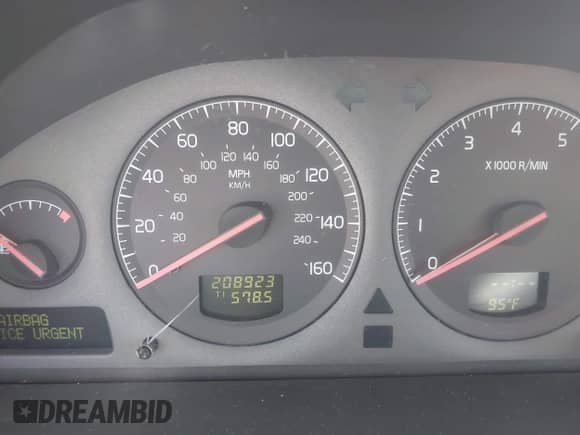 80
60
100
40
120
20
140
0
160
120 140
100 160
80 180
60 200
40 220
20 240
MPH
KM/H
208923
T1 578.5
4
3
5
2
1
0
X 1000 R/MIN
--:--
95°F
AIRBAG
ICE URGENT
DREAMBID